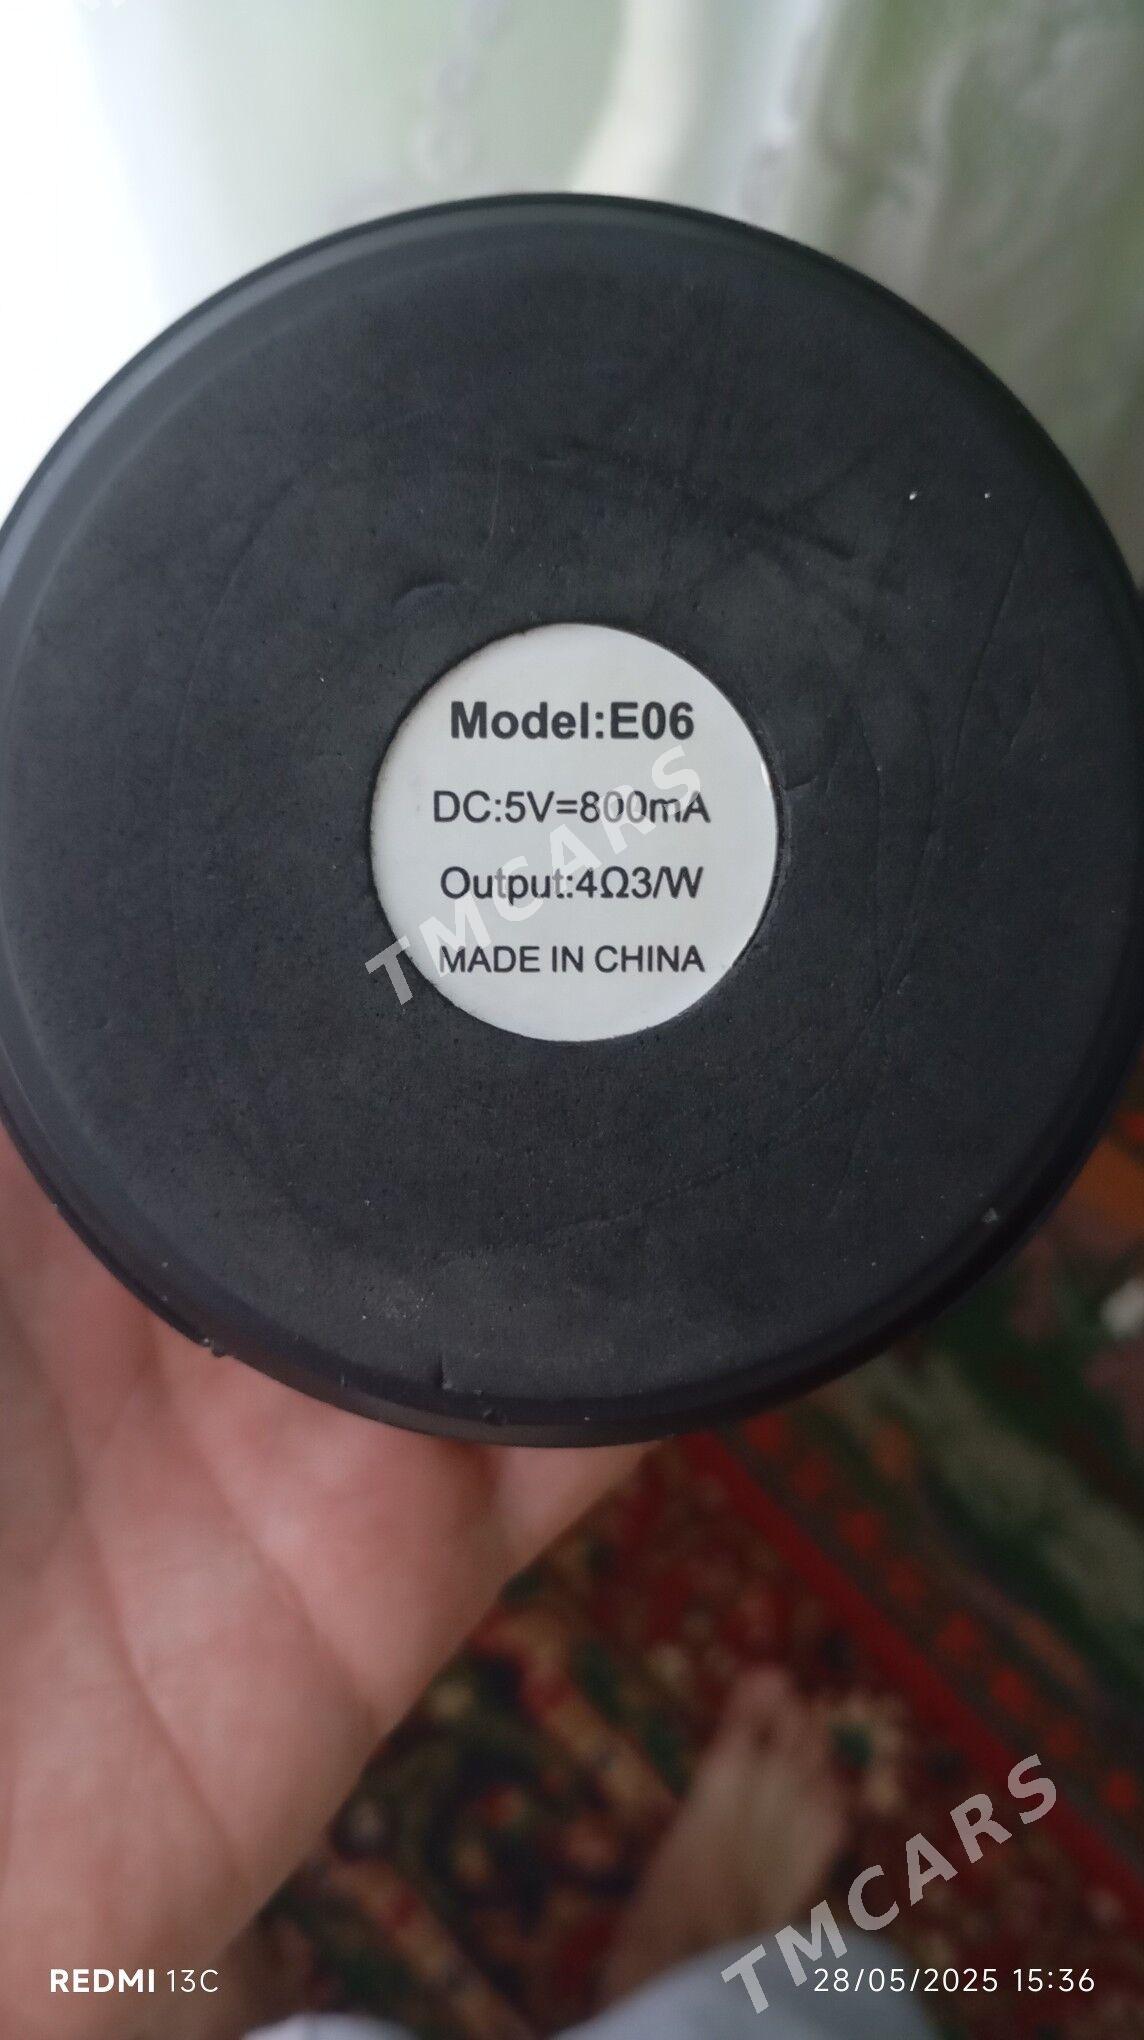 Model:E06
DC:5V=800mA
Output:4Ω3/W
MADE IN CHINA
TMCARS
TMCARS
REDMI 13C
28/05/2025 15:36